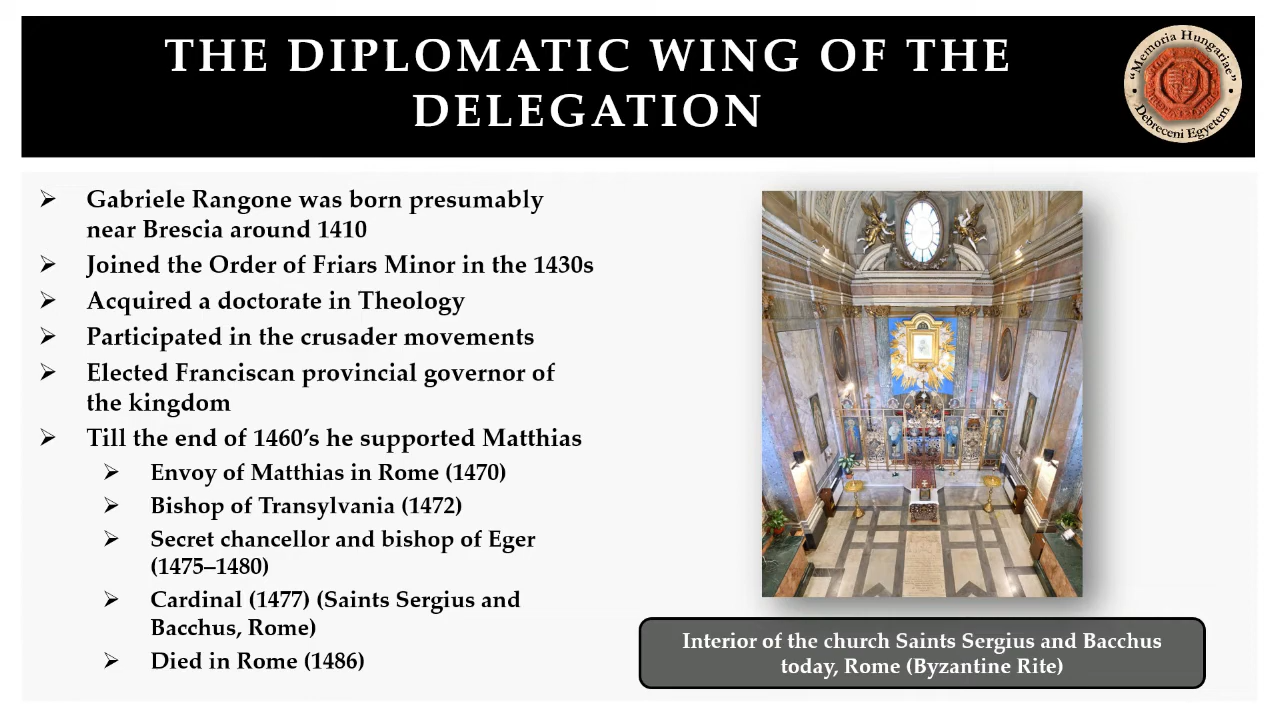 THE DIPLOMATIC WING OF THE
DELEGATION
"Memoria Hungariae"
Debreceni Egyetem
Gabriele Rangone was born presumably
near Brescia around 1410
Joined the Order of Friars Minor in the 1430s
Acquired a doctorate in Theology
Participated in the crusader movements
Elected Franciscan provincial governor of
the kingdom
Till the end of 1460’s he supported Matthias
Envoy of Matthias in Rome (1470)
Bishop of Transylvania (1472)
Secret chancellor and bishop of Eger
(1475–1480)
Cardinal (1477) (Saints Sergius and
Bacchus, Rome)
Died in Rome (1486)
Interior of the church Saints Sergius and Bacchus
today, Rome (Byzantine Rite)